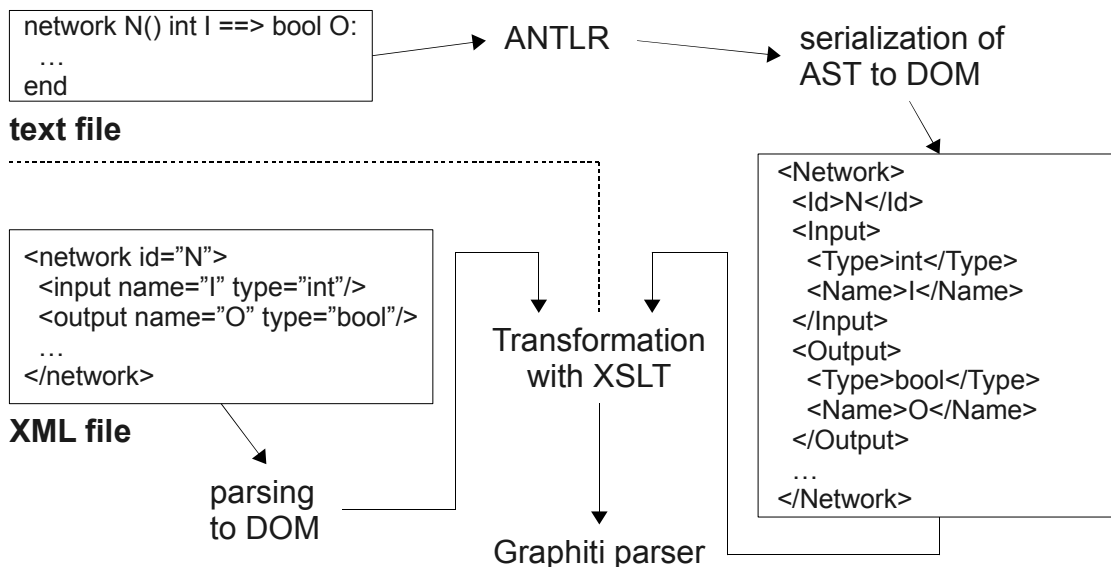 network N() int I ==> bool O:
…
end
text file
ANTLR
serialization of
AST to DOM
<Network>
<Id>N</Id>
<Input>
<Type>int</Type>
<Name>I</Name>
</Input>
<Output>
<Type>bool</Type>
<Name>O</Name>
</Output>
…
</Network>
<network id=”N”>
<input name=”I” type=”int”/>
<output name=”O” type=”bool”/>
…
</network>
XML file
parsing
to DOM
Transformation
with XSLT
Graphiti parser